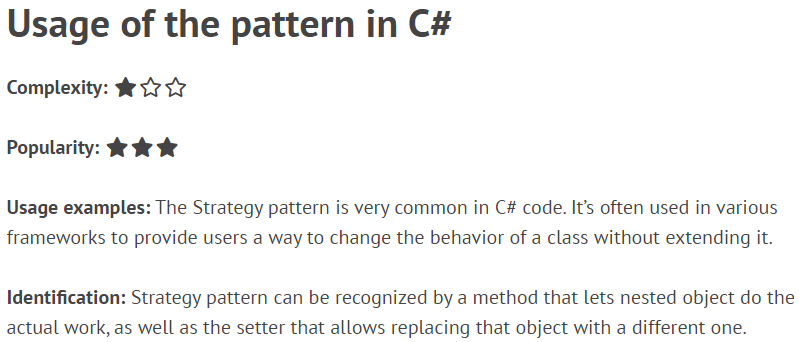 Usage of the pattern in C#
Complexity: ★☆☆
Popularity: ★★★
Usage examples: The Strategy pattern is very common in C# code. It’s often used in various
frameworks to provide users a way to change the behavior of a class without extending it.
Identification: Strategy pattern can be recognized by a method that lets nested object do the
actual work, as well as the setter that allows replacing that object with a different one.